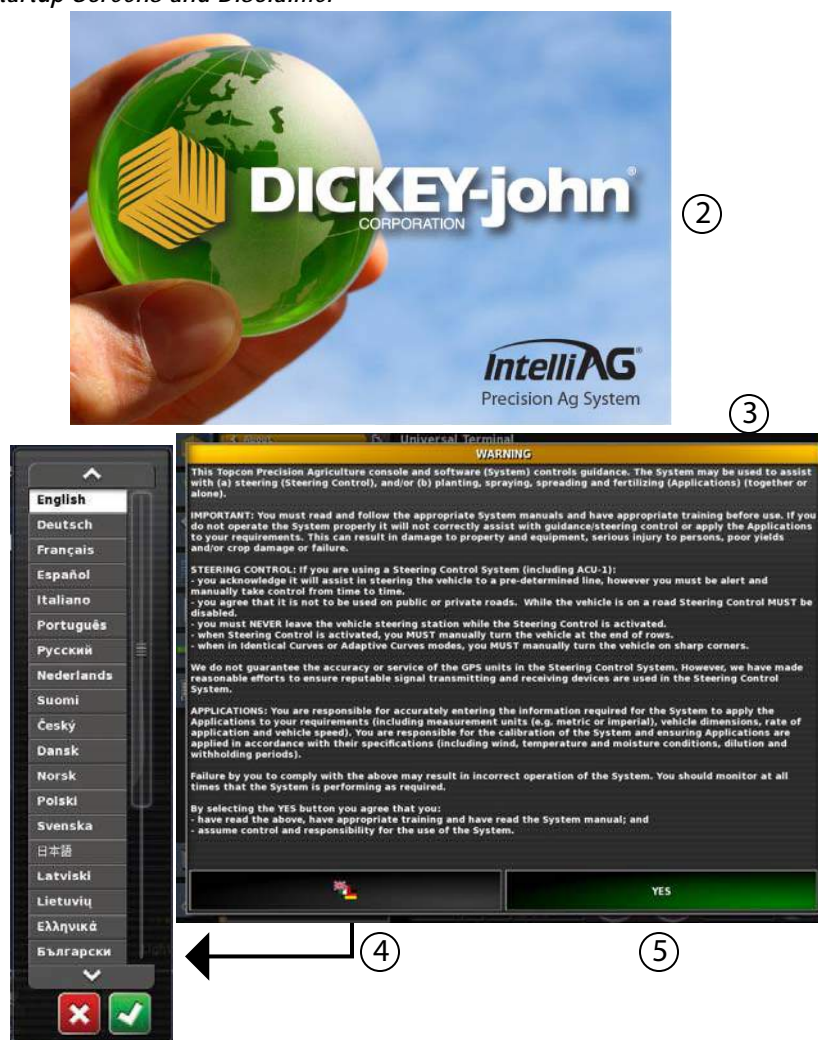 tartup Screens and Disclaimer
DICKEY-john®
CORPORATION
2
IntelliAG®
Precision Ag System
3
About
Universal Terminal
WARNING
This Topcon Precision Agriculture console and software (System) controls guidance. The System may be used to assist
with (a) steering (Steering Control), and/or (b) planting, spraying, spreading and fertilizing (Applications) (together or
alone).
IMPORTANT: You must read and follow the appropriate System manuals and have appropriate training before use. If you
do not operate the System properly it will not correctly assist with guidance/steering control or apply the Applications
to your requirements. This can result in damage to property and equipment, serious injury to persons, poor yields
and/or crop damage or failure.
STEERING CONTROL: If you are using a Steering Control System (including ACU-1):
- you acknowledge it will assist in steering the vehicle to a pre-determined line, however you must be alert and
manually take control from time to time.
- you agree that it is not to be used on public or private roads. While the vehicle is on a road Steering Control MUST be
disabled.
- you must NEVER leave the vehicle steering station while the Steering Control is activated.
- when Steering Control is activated, you MUST manually turn the vehicle at the end of rows.
- when in Identical Curves or Adaptive Curves modes, you MUST manually turn the vehicle on sharp corners.
We do not guarantee the accuracy or service of the GPS units in the Steering Control System. However, we have made
reasonable efforts to ensure reputable signal transmitting and receiving devices are used in the Steering Control
System.
APPLICATIONS: You are responsible for accurately entering the information required for the System to apply the
Applications to your requirements (including measurement units (e.g. metric or imperial), vehicle dimensions, rate of
application and vehicle speed). You are responsible for the calibration of the System and ensuring Applications are
applied in accordance with their specifications (including wind, temperature and moisture conditions, dilution and
withholding periods).
Failure by you to comply with the above may result in incorrect operation of the System. You should monitor at all
times that the System is performing as required.
By selecting the YES button you agree that you:
- have read the above, have appropriate training and have read the System manual; and
- assume control and responsibility for the use of the System.
YES
English
Deutsch
Français
Español
Italiano
Português
Русский
Nederlands
Suomi
Český
Dansk
Norsk
Polski
Svenska
日本語
Latviski
Lietuvių
Ελληνικά
Български
4
5